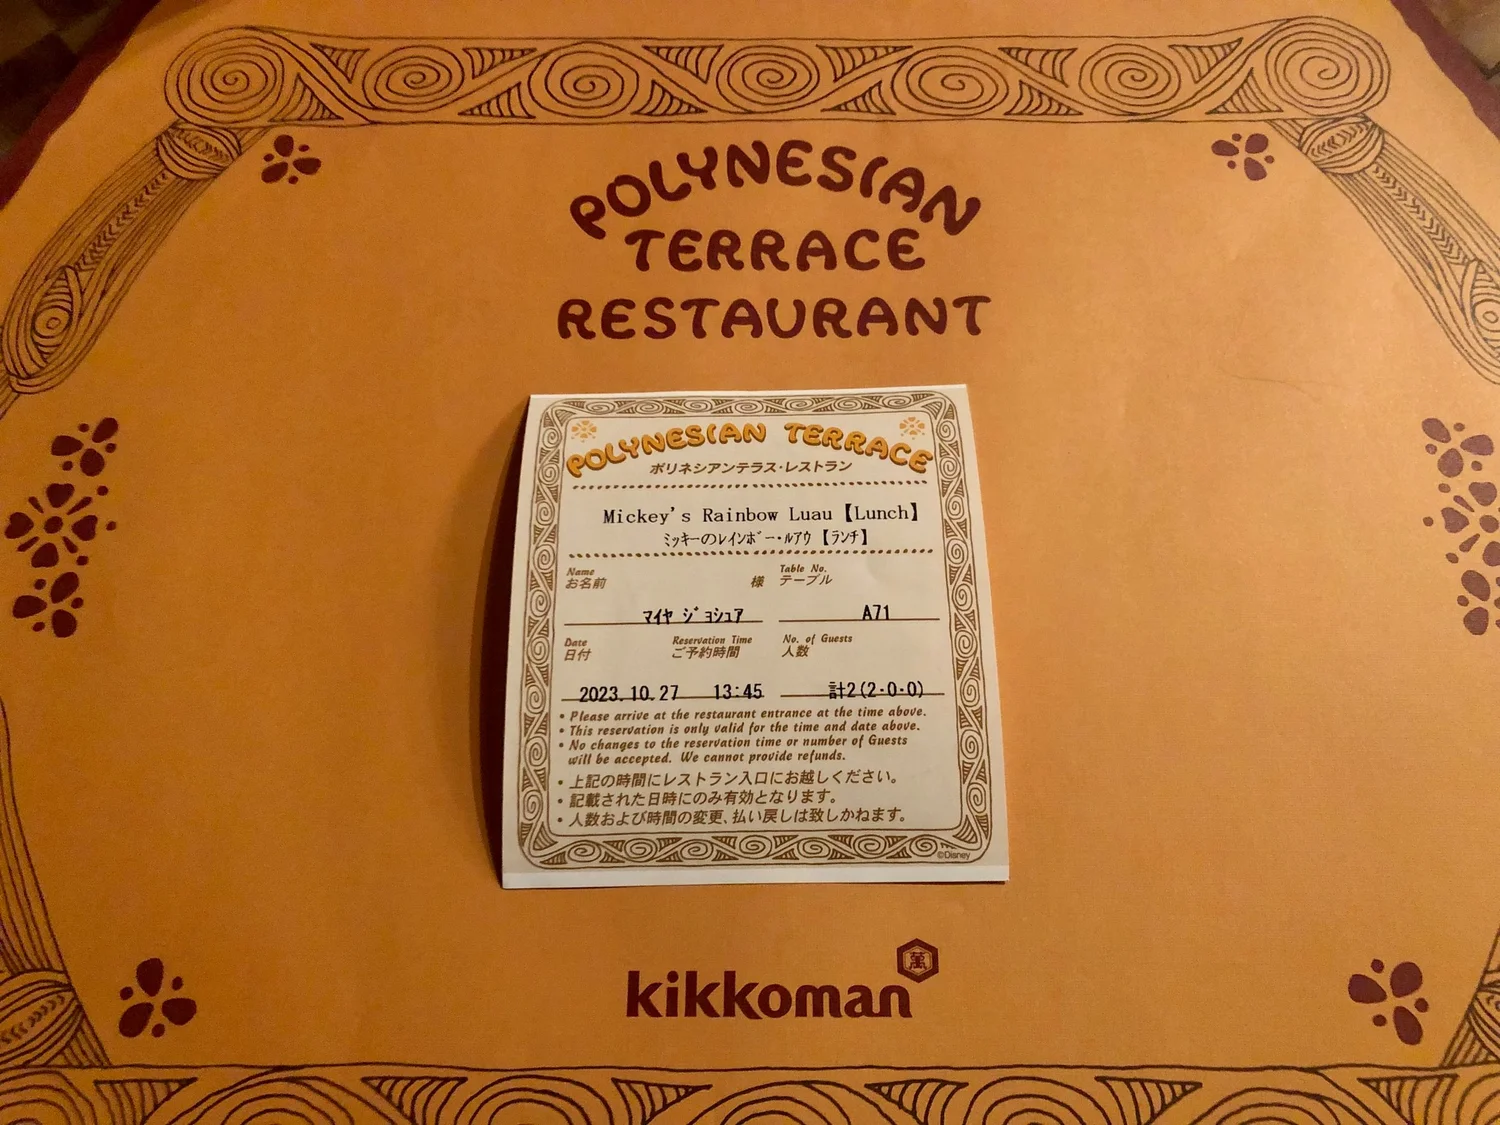 POLYNESIAN
TERRACE
RESTAURANT
POLYNESIAN TERRACE
ポリネシアンテラス・レストラン
Mickey's Rainbow Luau【Lunch】
ﾐｯｷｰのﾚｲﾝﾎﾞｰ・ﾙｱｳ【ﾗﾝﾁ】
Name Table No.
お名前 様 テーブル
ﾏｲﾔ ｼﾞｮｼｭｱ A71
Date Reservation Time No. of Guests
日付 ご予約時間 人数
2023.10.27 13:45 計2(2･0･0)
• Please arrive at the restaurant entrance at the time above.
• This reservation is only valid for the time and date above.
• No changes to the reservation time or number of Guests
will be accepted. We cannot provide refunds.
• 上記の時間にレストラン入口にお越しください。
• 記載された日時にのみ有効となります。
• 人数および時間の変更、払い戻しは致しかねます。
©Disney
kikkoman
萬